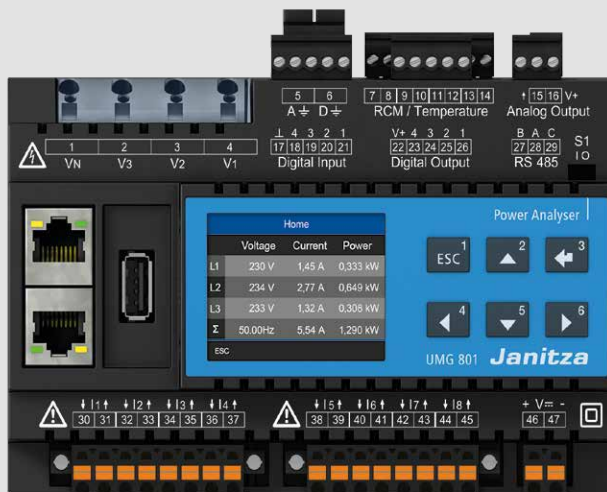 5 6
A⏚ D⏚
7 8 9 10 11 12 13 14
RCM / Temperature
↑ 15 16 V+
Analog Output
1 2 3 4
VN V3 V2 V1
⊥ 4 3 2 1
17 18 19 20 21
Digital Input
V+ 4 3 2 1
22 23 24 25 26
Digital Output
B A C
27 28 29
RS 485
S1
I O
Power Analyser
Home
Voltage Current Power
L1 230 V 1,45 A 0,333 kW
L2 234 V 2,77 A 0,649 kW
L3 233 V 1,32 A 0,308 kW
Σ 50.00Hz 5,54 A 1,290 kW
ESC
ESC 1 ▲ 2 3
◀ 4 ▼ 5 ▶ 6
UMG 801 Janitza
↓ I1 ↑ ↓ I2 ↑ ↓ I3 ↑ ↓ I4 ↑
30 31 32 33 34 35 36 37
↓ I5 ↑ ↓ I6 ↑ ↓ I7 ↑ ↓ I8 ↑
38 39 40 41 42 43 44 45
+ V⎓ -
46 47